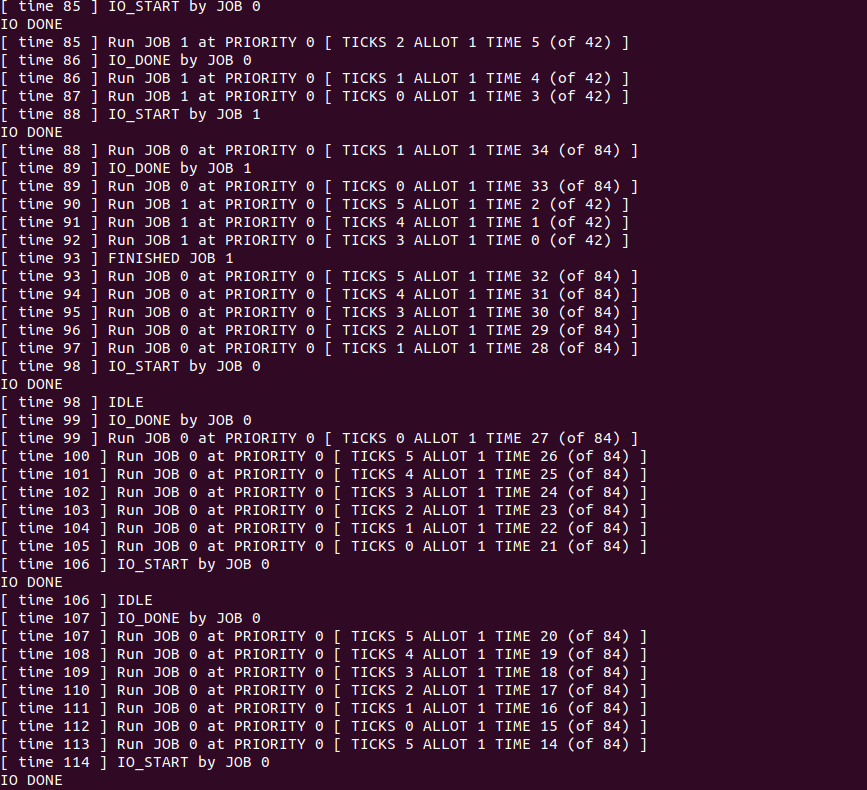 [ time 85 ] IO_START by JOB 0
IO DONE
[ time 85 ] Run JOB 1 at PRIORITY 0 [ TICKS 2 ALLOT 1 TIME 5 (of 42) ]
[ time 86 ] IO_DONE by JOB 0
[ time 86 ] Run JOB 1 at PRIORITY 0 [ TICKS 1 ALLOT 1 TIME 4 (of 42) ]
[ time 87 ] Run JOB 1 at PRIORITY 0 [ TICKS 0 ALLOT 1 TIME 3 (of 42) ]
[ time 88 ] IO_START by JOB 1
IO DONE
[ time 88 ] Run JOB 0 at PRIORITY 0 [ TICKS 1 ALLOT 1 TIME 34 (of 84) ]
[ time 89 ] IO_DONE by JOB 1
[ time 89 ] Run JOB 0 at PRIORITY 0 [ TICKS 0 ALLOT 1 TIME 33 (of 84) ]
[ time 90 ] Run JOB 1 at PRIORITY 0 [ TICKS 5 ALLOT 1 TIME 2 (of 42) ]
[ time 91 ] Run JOB 1 at PRIORITY 0 [ TICKS 4 ALLOT 1 TIME 1 (of 42) ]
[ time 92 ] Run JOB 1 at PRIORITY 0 [ TICKS 3 ALLOT 1 TIME 0 (of 42) ]
[ time 93 ] FINISHED JOB 1
[ time 93 ] Run JOB 0 at PRIORITY 0 [ TICKS 5 ALLOT 1 TIME 32 (of 84) ]
[ time 94 ] Run JOB 0 at PRIORITY 0 [ TICKS 4 ALLOT 1 TIME 31 (of 84) ]
[ time 95 ] Run JOB 0 at PRIORITY 0 [ TICKS 3 ALLOT 1 TIME 30 (of 84) ]
[ time 96 ] Run JOB 0 at PRIORITY 0 [ TICKS 2 ALLOT 1 TIME 29 (of 84) ]
[ time 97 ] Run JOB 0 at PRIORITY 0 [ TICKS 1 ALLOT 1 TIME 28 (of 84) ]
[ time 98 ] IO_START by JOB 0
IO DONE
[ time 98 ] IDLE
[ time 99 ] IO_DONE by JOB 0
[ time 99 ] Run JOB 0 at PRIORITY 0 [ TICKS 0 ALLOT 1 TIME 27 (of 84) ]
[ time 100 ] Run JOB 0 at PRIORITY 0 [ TICKS 5 ALLOT 1 TIME 26 (of 84) ]
[ time 101 ] Run JOB 0 at PRIORITY 0 [ TICKS 4 ALLOT 1 TIME 25 (of 84) ]
[ time 102 ] Run JOB 0 at PRIORITY 0 [ TICKS 3 ALLOT 1 TIME 24 (of 84) ]
[ time 103 ] Run JOB 0 at PRIORITY 0 [ TICKS 2 ALLOT 1 TIME 23 (of 84) ]
[ time 104 ] Run JOB 0 at PRIORITY 0 [ TICKS 1 ALLOT 1 TIME 22 (of 84) ]
[ time 105 ] Run JOB 0 at PRIORITY 0 [ TICKS 0 ALLOT 1 TIME 21 (of 84) ]
[ time 106 ] IO_START by JOB 0
IO DONE
[ time 106 ] IDLE
[ time 107 ] IO_DONE by JOB 0
[ time 107 ] Run JOB 0 at PRIORITY 0 [ TICKS 5 ALLOT 1 TIME 20 (of 84) ]
[ time 108 ] Run JOB 0 at PRIORITY 0 [ TICKS 4 ALLOT 1 TIME 19 (of 84) ]
[ time 109 ] Run JOB 0 at PRIORITY 0 [ TICKS 3 ALLOT 1 TIME 18 (of 84) ]
[ time 110 ] Run JOB 0 at PRIORITY 0 [ TICKS 2 ALLOT 1 TIME 17 (of 84) ]
[ time 111 ] Run JOB 0 at PRIORITY 0 [ TICKS 1 ALLOT 1 TIME 16 (of 84) ]
[ time 112 ] Run JOB 0 at PRIORITY 0 [ TICKS 0 ALLOT 1 TIME 15 (of 84) ]
[ time 113 ] Run JOB 0 at PRIORITY 0 [ TICKS 5 ALLOT 1 TIME 14 (of 84) ]
[ time 114 ] IO_START by JOB 0
IO DONE